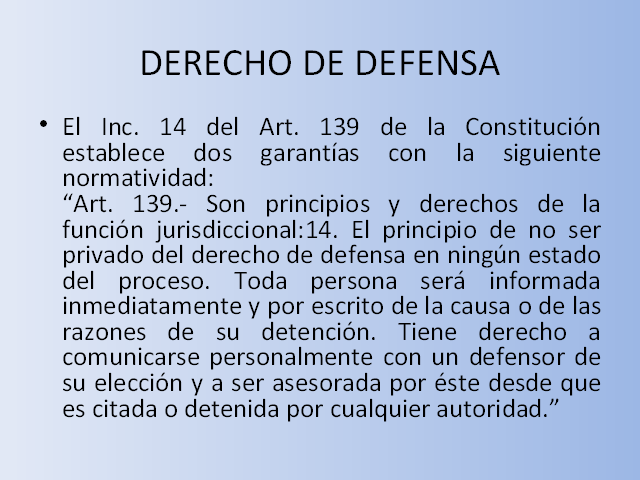 DERECHO DE DEFENSA
• El Inc. 14 del Art. 139 de la Constitución
establece dos garantías con la siguiente
normatividad:
“Art. 139.- Son principios y derechos de la
función jurisdiccional:14. El principio de no ser
privado del derecho de defensa en ningún estado
del proceso. Toda persona será informada
inmediatamente y por escrito de la causa o de las
razones de su detención. Tiene derecho a
comunicarse personalmente con un defensor de
su elección y a ser asesorada por éste desde que
es citada o detenida por cualquier autoridad.”